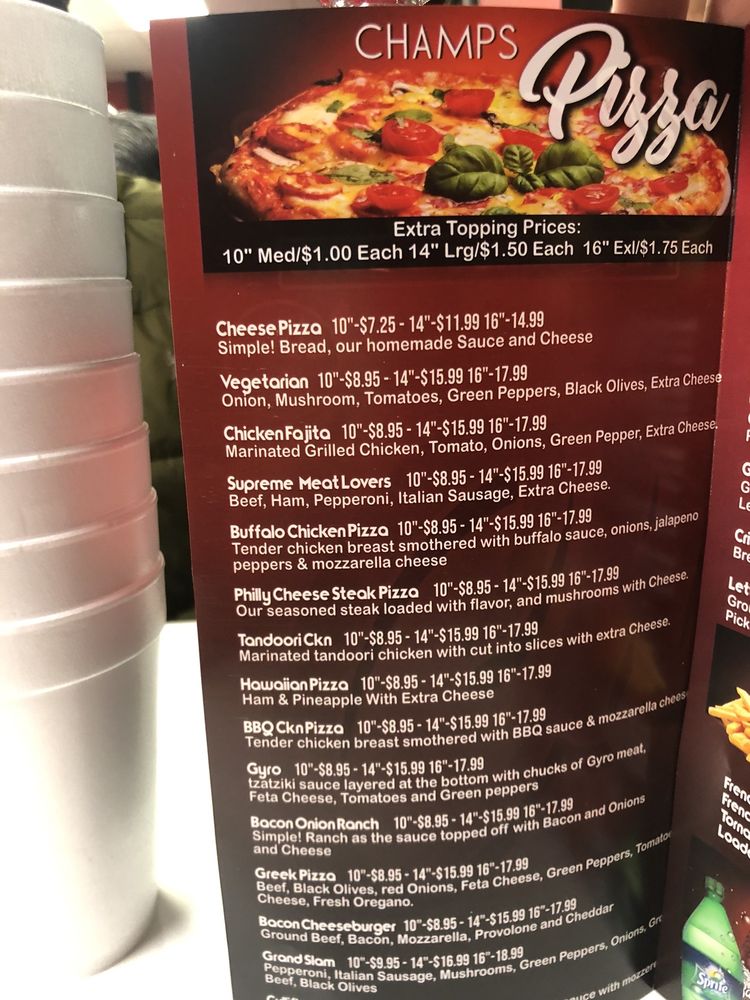 CHAMPS Pizza
Extra Topping Prices:
10" Med/$1.00 Each 14" Lrg/$1.50 Each 16" Exl/$1.75 Each
Cheese Pizza 10"-$7.25 - 14"-$11.99 16"-14.99
Simple! Bread, our homemade Sauce and Cheese
Vegetarian 10"-$8.95 - 14"-$15.99 16"-17.99
Onion, Mushroom, Tomatoes, Green Peppers, Black Olives, Extra Cheese
Chicken Fajita 10"-$8.95 - 14"-$15.99 16"-17.99
Marinated Grilled Chicken, Tomato, Onions, Green Pepper, Extra Cheese.
Supreme Meat Lovers 10"-$8.95 - 14"-$15.99 16"-17.99
Beef, Ham, Pepperoni, Italian Sausage, Extra Cheese.
Buffalo Chicken Pizza 10"-$8.95 - 14"-$15.99 16"-17.99
Tender chicken breast smothered with buffalo sauce, onions, jalapeno
peppers & mozzarella cheese
Philly Cheese Steak Pizza 10"-$8.95 - 14"-$15.99 16"-17.99
Our seasoned steak loaded with flavor, and mushrooms with Cheese.
Tandoori Ckn 10"-$8.95 - 14"-$15.99 16"-17.99
Marinated tandoori chicken with cut into slices with extra Cheese.
Hawaiian Pizza 10"-$8.95 - 14"-$15.99 16"-17.99
Ham & Pineapple With Extra Cheese
BBQ Ckn Pizza 10"-$8.95 - 14"-$15.99 16"-17.99
Tender chicken breast smothered with BBQ sauce & mozzarella chees
Gyro 10"-$8.95 - 14"-$15.99 16"-17.99
tzatziki sauce layered at the bottom with chucks of Gyro meat,
Feta Cheese, Tomatoes and Green peppers
Bacon Onion Ranch 10"-$8.95 - 14"-$15.99 16"-17.99
Simple! Ranch as the sauce topped off with Bacon and Onions
and Cheese
Greek Pizza 10"-$8.95 - 14"-$15.99 16"-17.99
Beef, Black Olives, red Onions, Feta Cheese, Green Peppers, Tomato
Cheese, Fresh Oregano.
Bacon Cheeseburger 10"-$8.95 - 14"-$15.99 16"-17.99
Ground Beef, Bacon, Mozzarella, Provolone and Cheddar
Grand Slam 10"-$9.95 - 14"-$16.99 16"-18.99
Pepperoni, Italian Sausage, Mushrooms, Green Peppers, Onions, Gr
Beef, Black Olives
Sprite